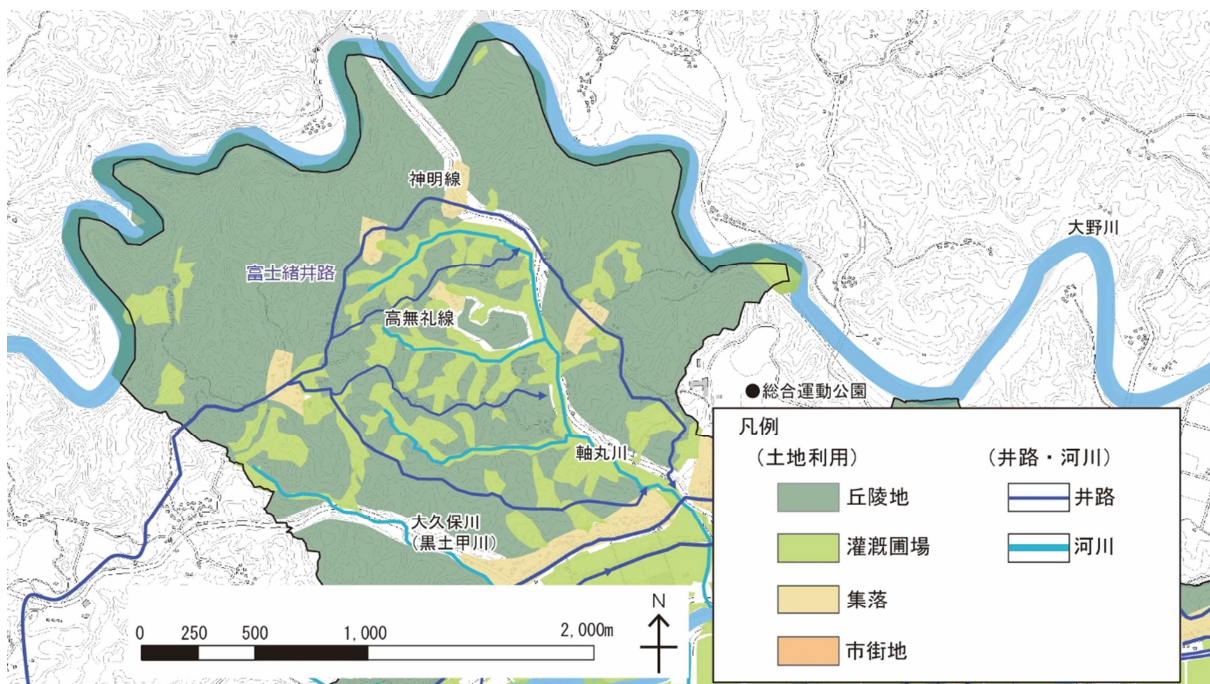 神明線
大野川
富士緒井路
高無礼線
●総合運動公園
軸丸川
大久保川
(黒土甲川)
凡例
(土地利用)
丘陵地
灌漑圃場
集落
市街地
(井路・河川)
井路
河川
0 250 500 1,000 2,000m
N